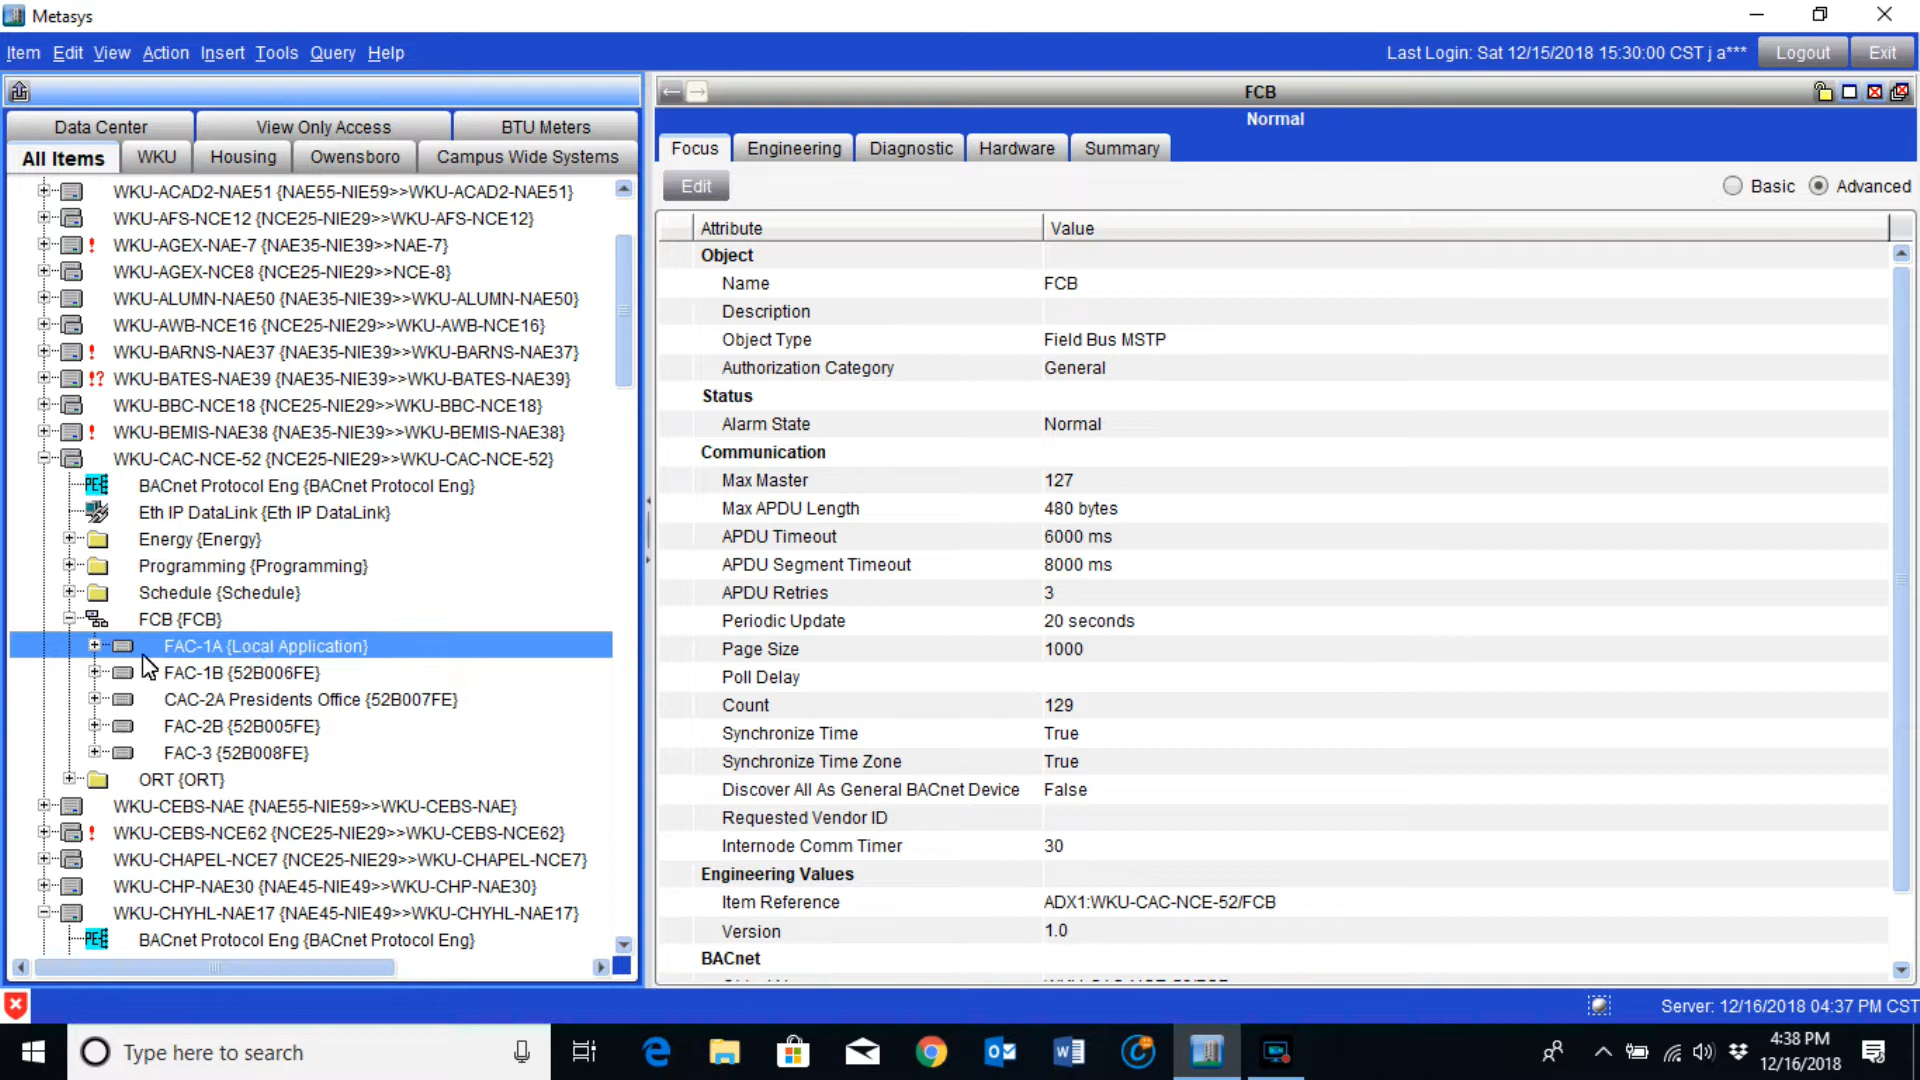 Metasys
Item Edit View Action Insert Tools Query Help
Last Login: Sat 12/15/2018 15:30:00 CST j a*** Logout Exit
Data Center View Only Access BTU Meters
All Items WKU Housing Owensboro Campus Wide Systems
WKU-ACAD2-NAE51 {NAE55-NIE59>>WKU-ACAD2-NAE51}
WKU-AFS-NCE12 {NCE25-NIE29>>WKU-AFS-NCE12}
! WKU-AGEX-NAE-7 {NAE35-NIE39>>NAE-7}
WKU-AGEX-NCE8 {NCE25-NIE29>>NCE-8}
WKU-ALUMN-NAE50 {NAE35-NIE39>>WKU-ALUMN-NAE50}
WKU-AWB-NCE16 {NCE25-NIE29>>WKU-AWB-NCE16}
! WKU-BARNS-NAE37 {NAE35-NIE39>>WKU-BARNS-NAE37}
!? WKU-BATES-NAE39 {NAE35-NIE39>>WKU-BATES-NAE39}
WKU-BBC-NCE18 {NCE25-NIE29>>WKU-BBC-NCE18}
! WKU-BEMIS-NAE38 {NAE35-NIE39>>WKU-BEMIS-NAE38}
WKU-CAC-NCE-52 {NCE25-NIE29>>WKU-CAC-NCE-52}
BACnet Protocol Eng {BACnet Protocol Eng}
Eth IP DataLink {Eth IP DataLink}
Energy {Energy}
Programming {Programming}
Schedule {Schedule}
FCB {FCB}
FAC-1A {Local Application}
FAC-1B {52B006FE}
CAC-2A Presidents Office {52B007FE}
FAC-2B {52B005FE}
FAC-3 {52B008FE}
ORT {ORT}
WKU-CEBS-NAE {NAE55-NIE59>>WKU-CEBS-NAE}
! WKU-CEBS-NCE62 {NCE25-NIE29>>WKU-CEBS-NCE62}
WKU-CHAPEL-NCE7 {NCE25-NIE29>>WKU-CHAPEL-NCE7}
WKU-CHP-NAE30 {NAE45-NIE49>>WKU-CHP-NAE30}
WKU-CHYHL-NAE17 {NAE45-NIE49>>WKU-CHYHL-NAE17}
BACnet Protocol Eng {BACnet Protocol Eng}
FCB
Normal
Focus Engineering Diagnostic Hardware Summary
Edit Basic Advanced
Attribute Value
Object
Name FCB
Description
Object Type Field Bus MSTP
Authorization Category General
Status
Alarm State Normal
Communication
Max Master 127
Max APDU Length 480 bytes
APDU Timeout 6000 ms
APDU Segment Timeout 8000 ms
APDU Retries 3
Periodic Update 20 seconds
Page Size 1000
Poll Delay
Count 129
Synchronize Time True
Synchronize Time Zone True
Discover All As General BACnet Device False
Requested Vendor ID
Internode Comm Timer 30
Engineering Values
Item Reference ADX1:WKU-CAC-NCE-52/FCB
Version 1.0
BACnet
Server: 12/16/2018 04:37 PM CST
Type here to search
4:38 PM
12/16/2018